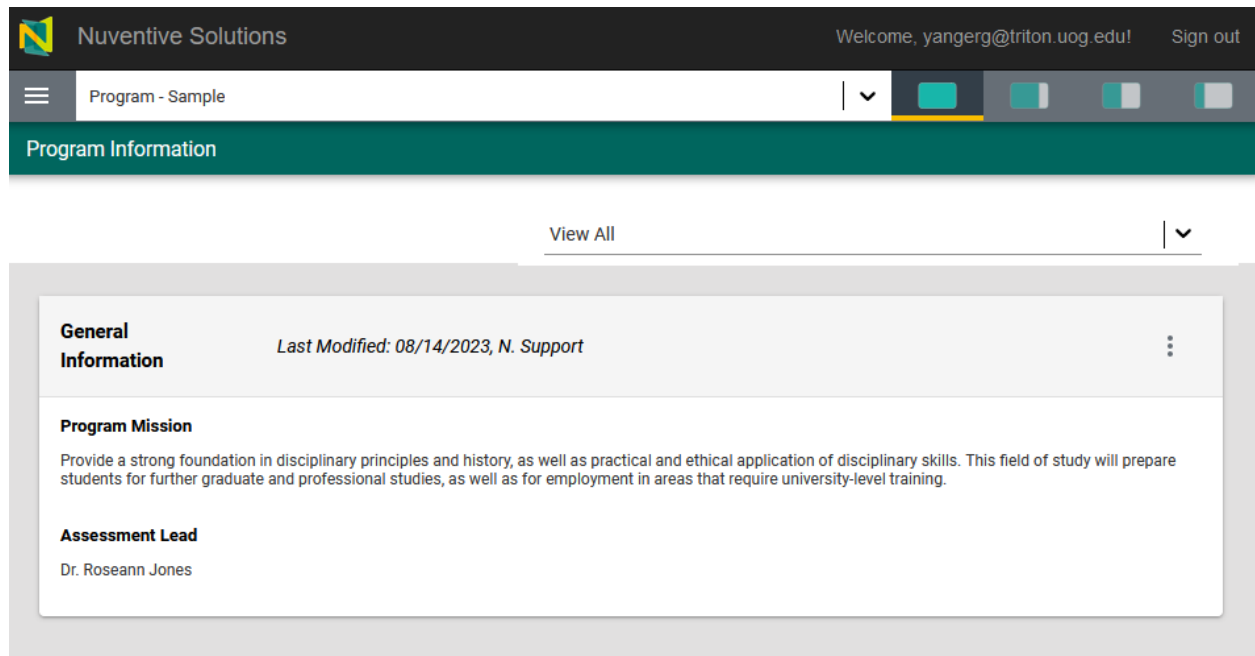 Nuventive Solutions
Welcome, yangerg@triton.uog.edu!
Sign out
Program - Sample
Program Information
View All
General
Information
Last Modified: 08/14/2023, N. Support
Program Mission
Provide a strong foundation in disciplinary principles and history, as well as practical and ethical application of disciplinary skills. This field of study will prepare
students for further graduate and professional studies, as well as for employment in areas that require university-level training.
Assessment Lead
Dr. Roseann Jones